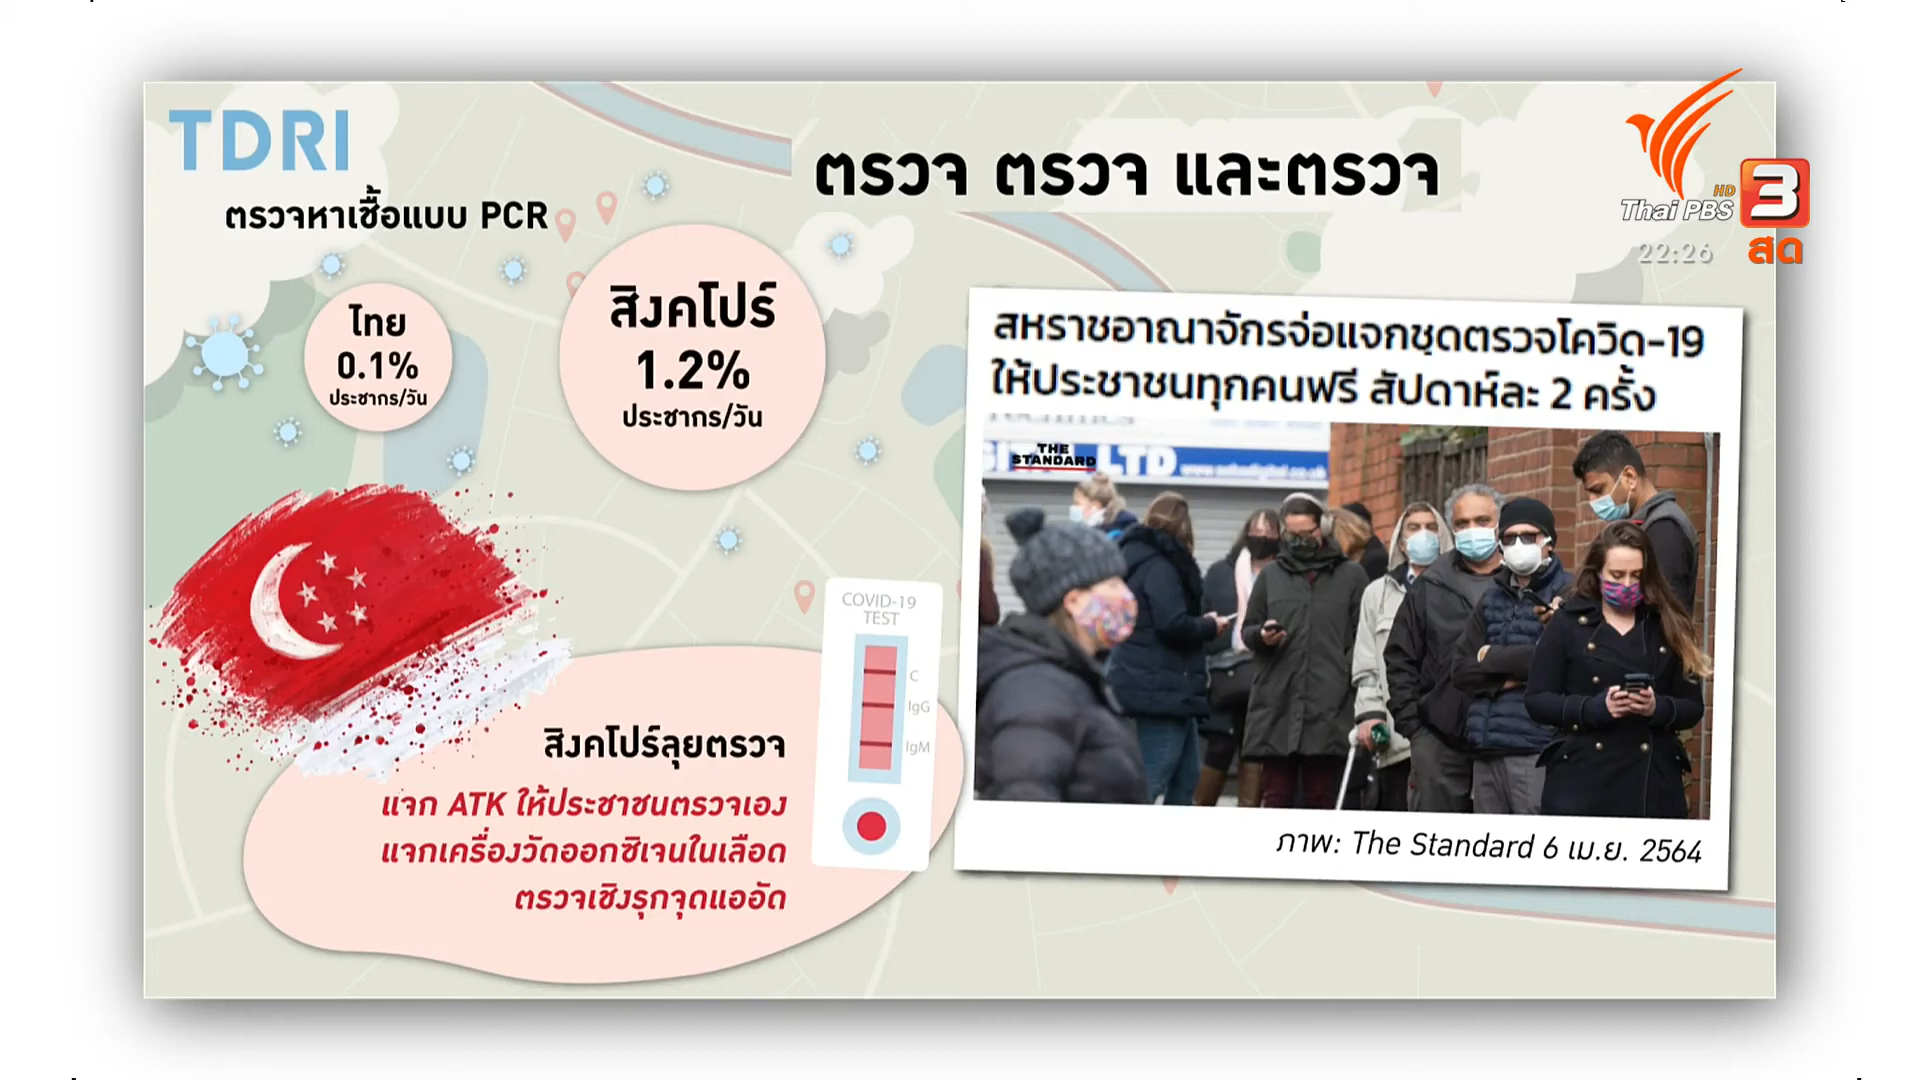 TDRI
ตรวจหาเชื้อแบบ PCR
ตรวจ ตรวจ และตรวจ
HD
Thai PBS
3
22:26
สด
ไทย
0.1%
ประชากร/วัน
สิงคโปร์
1.2%
ประชากร/วัน
สหราชอาณาจักรจ่อแจกชุดตรวจโควิด-19
ให้ประชาชนทุกคนฟรี สัปดาห์ละ 2 ครั้ง
THE
STANDARD
LTD
COVID-19
TEST
C
IgG
IgM
สิงคโปร์ลุยตรวจ
แจก ATK ให้ประชาชนตรวจเอง
แจกเครื่องวัดออกซิเจนในเลือด
ตรวจเชิงรุกจุดแออัด
ภาพ: The Standard 6 เม.ย. 2564